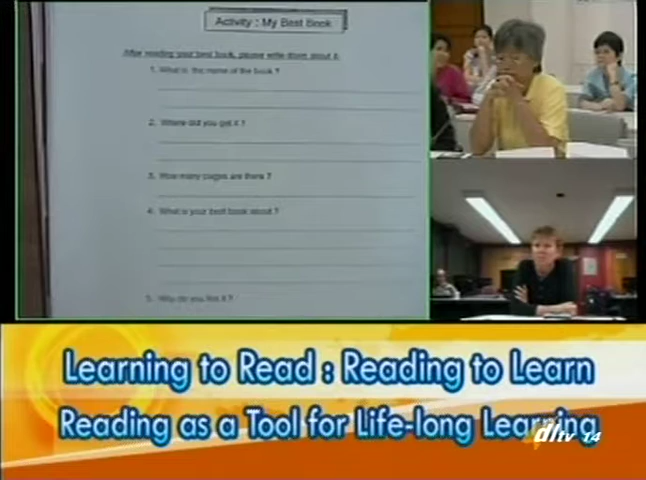 Activity : My Best Book
After reading your best book, please write down about it.
1. What is the name of the book ?
2. Where did you get it ?
3. How many pages are there ?
4. What is your best book about ?
5. Why do you like it ?
Learning to Read : Reading to Learn
Reading as a Tool for Life-long Learning
dltv 14